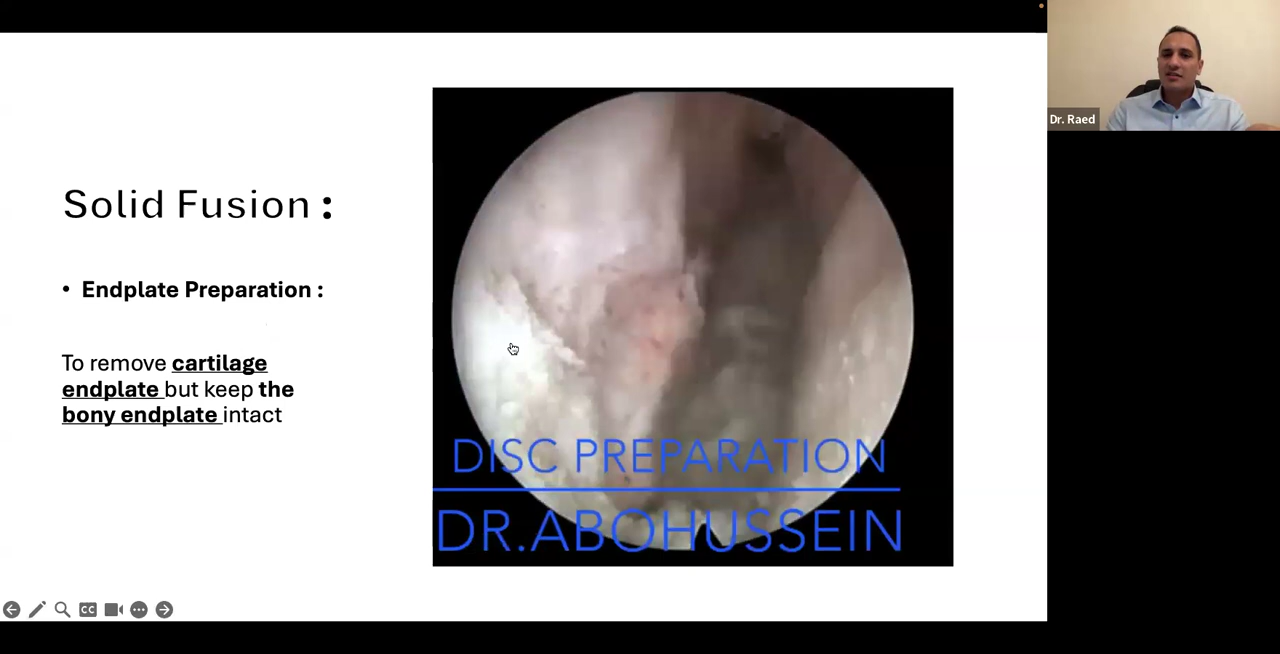 Solid Fusion :
• Endplate Preparation :
To remove cartilage
endplate but keep the
bony endplate intact
DISC PREPARATION
DR.ABOHUSSEIN
Dr. Raed
CC